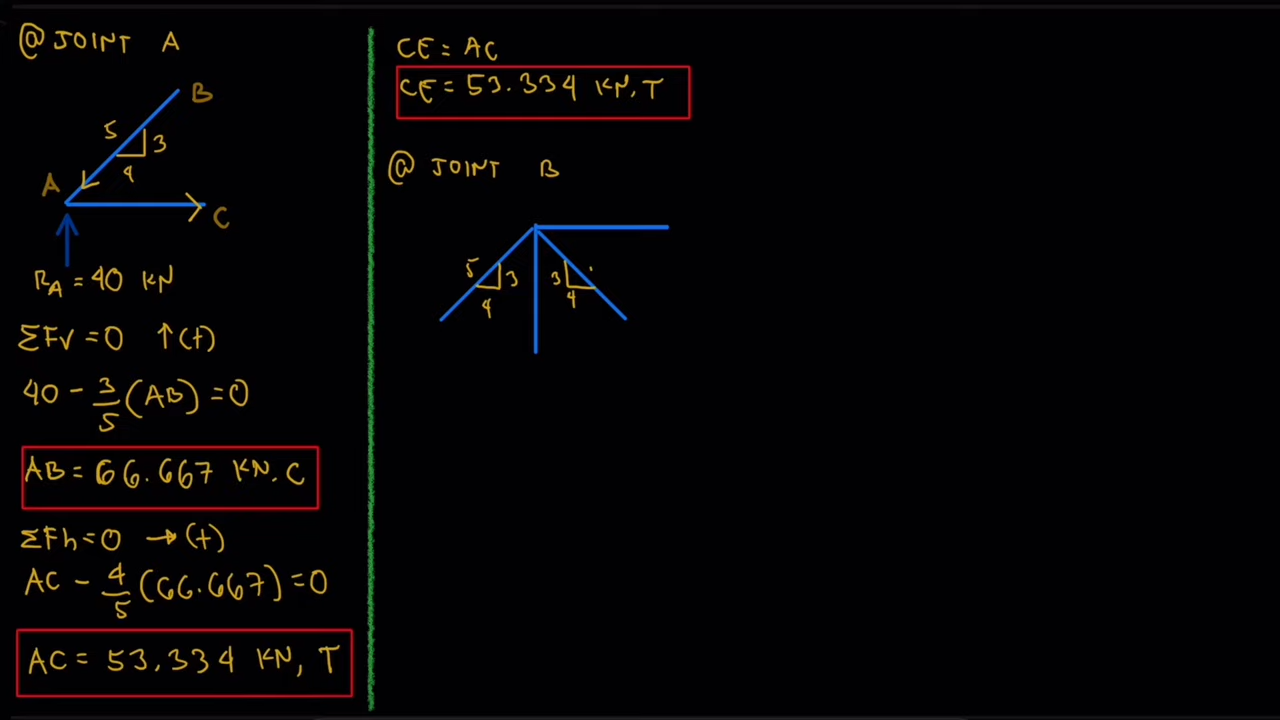 @ JOINT A
B
5
3
4
A
C
RA = 40 KN
ΣFV = 0 ↑(+)
40 - 3/5 (AB) = 0
AB = 66.667 KN, C
ΣFh = 0 → (+)
AC - 4/5 (66.667) = 0
AC = 53.334 KN, T
CE = AC
CE = 53.334 KN, T
@ JOINT B
5
3
4
3
4